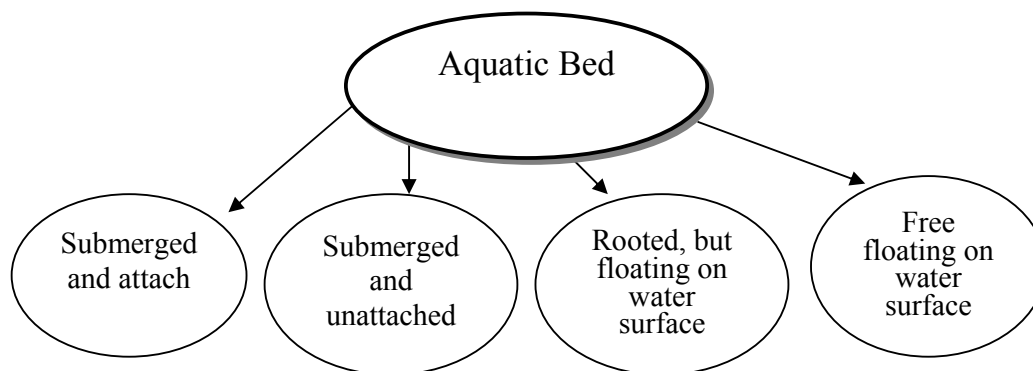 Aquatic Bed
Submerged
and attach
Submerged
and
unattached
Rooted, but
floating on
water
surface
Free
floating on
water
surface